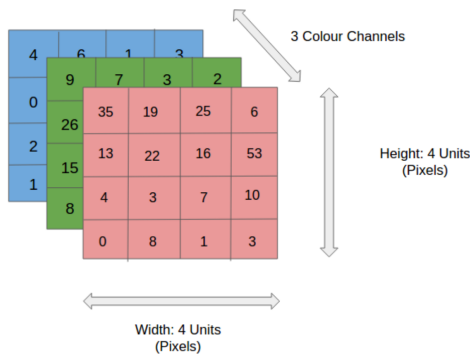 3 Colour Channels
4 6 1 3
9 7 3 2
0
26
2
15
1
8
35 19 25 6
13 22 16 53
4 3 7 10
0 8 1 3
Height: 4 Units
(Pixels)
Width: 4 Units
(Pixels)